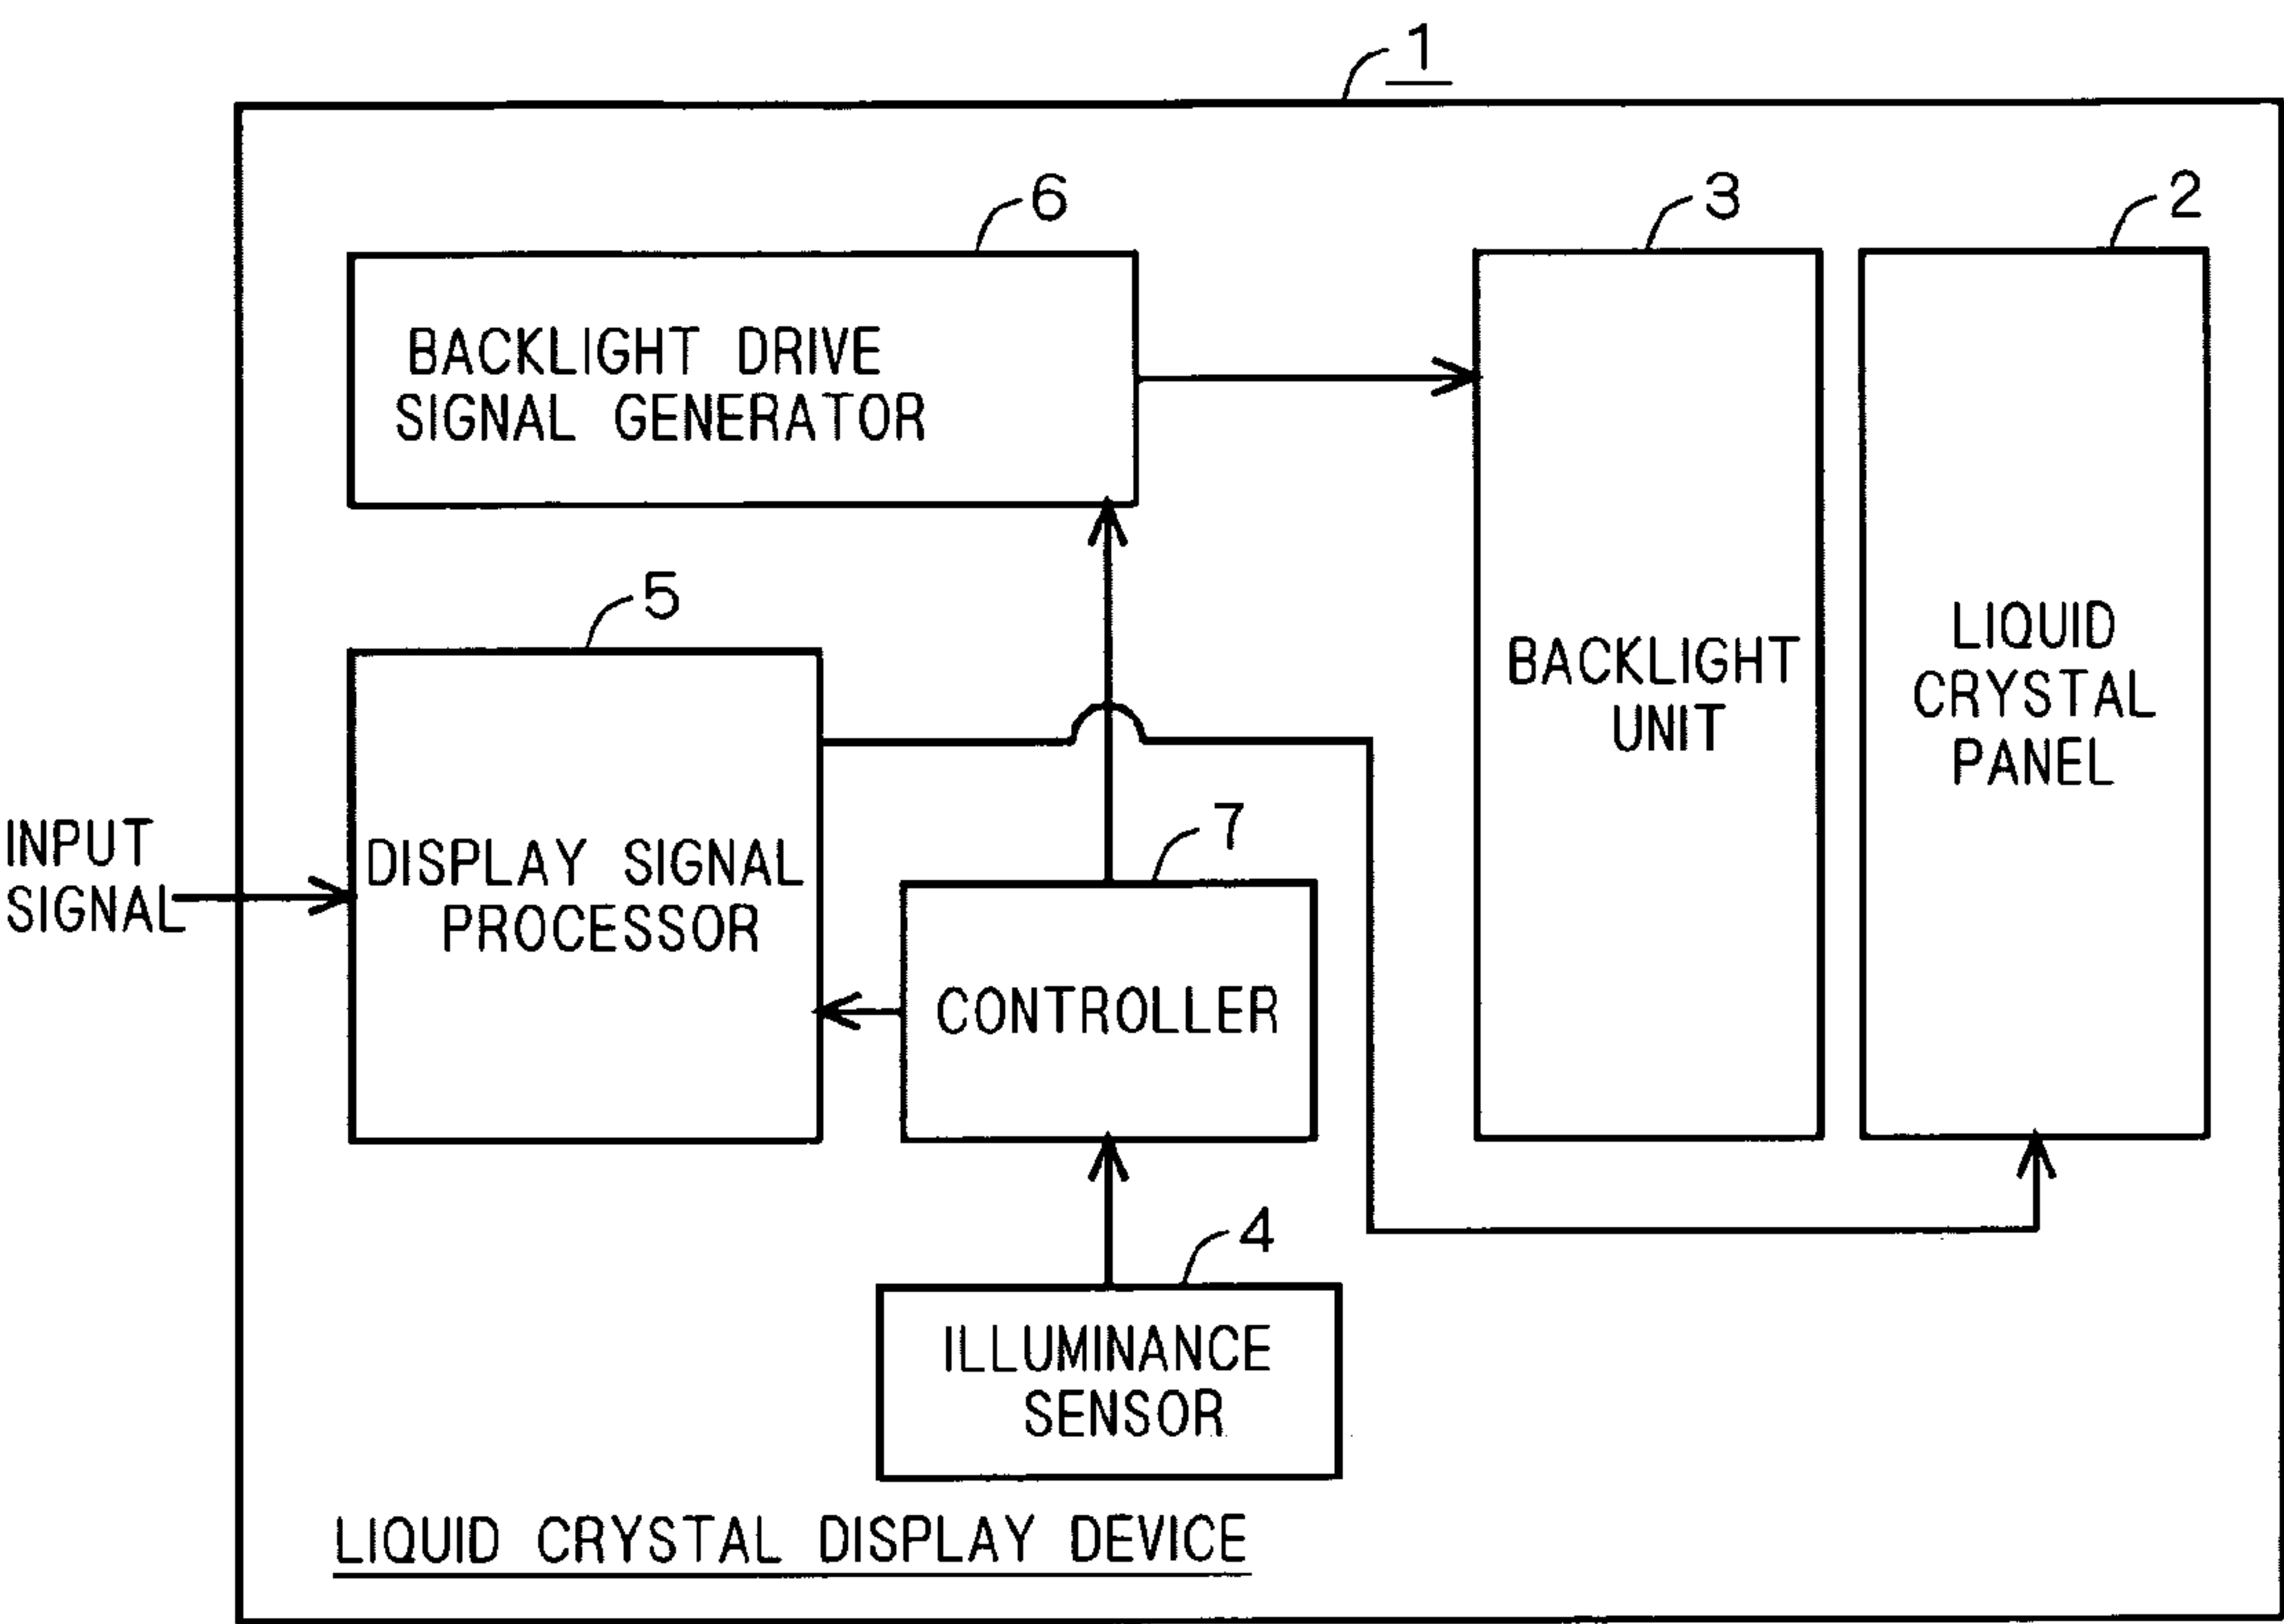 1
6
3
2
BACKLIGHT DRIVE
SIGNAL GENERATOR
5
BACKLIGHT
UNIT
LIQUID
CRYSTAL
PANEL
INPUT
SIGNAL
DISPLAY SIGNAL
PROCESSOR
7
CONTROLLER
4
ILLUMINANCE
SENSOR
LIQUID CRYSTAL DISPLAY DEVICE